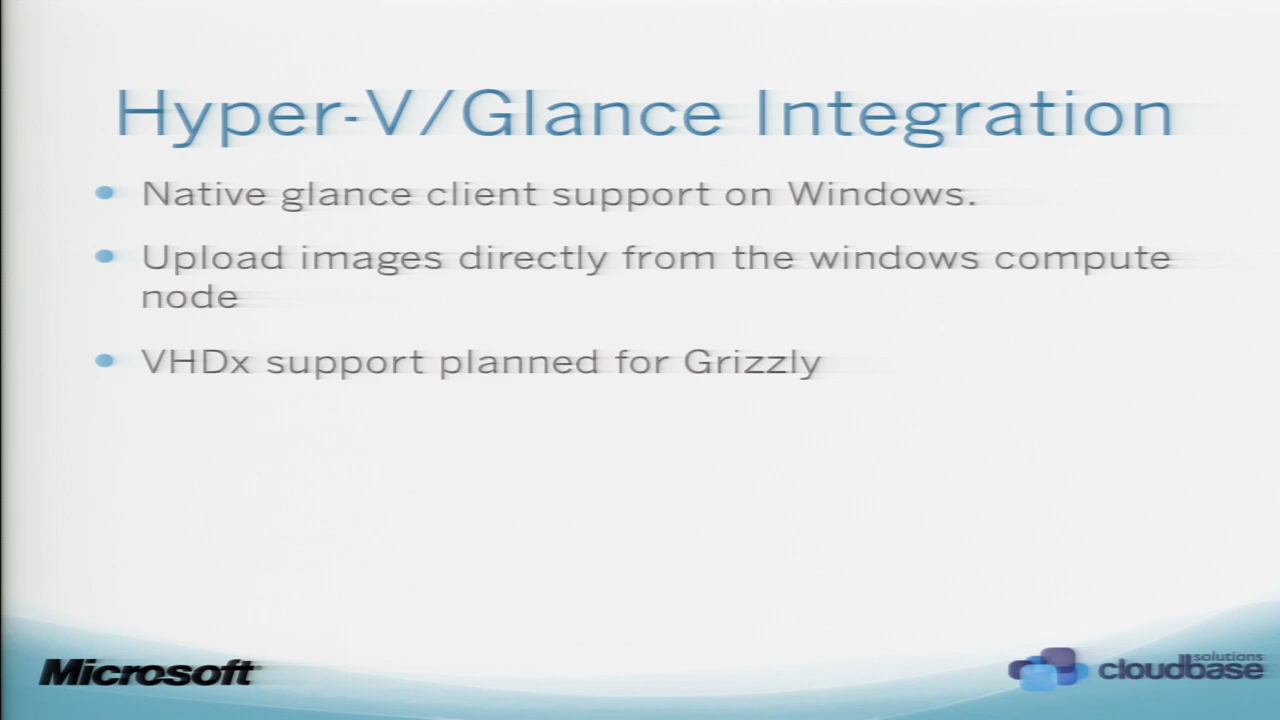 Hyper-V/Glance Integration
Native glance client support on Windows.
Upload images directly from the windows compute
node
VHDx support planned for Grizzly
Microsoft
solutions
cloudbase